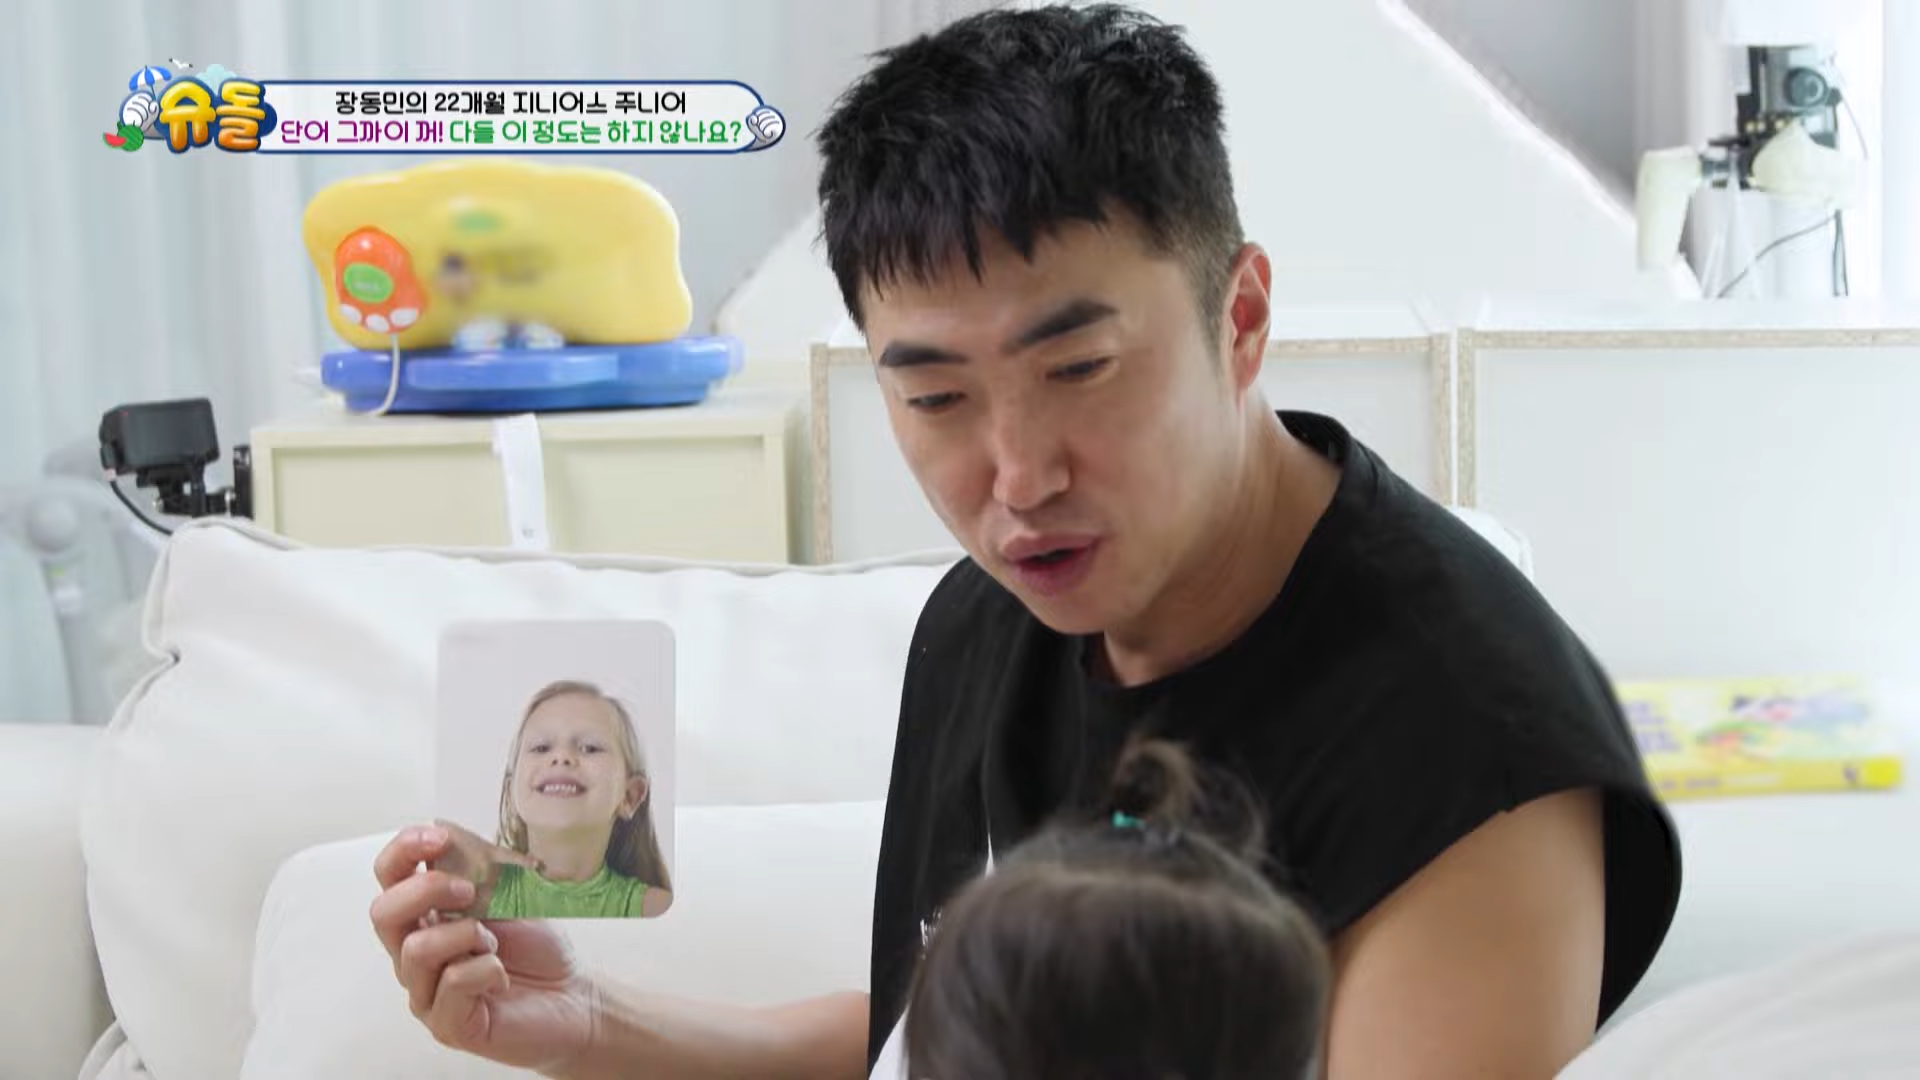 슈돌
장동민의 22개월 지니어스 주니어
단어 그까이 꺼! 다들 이 정도는 하지 않나요?